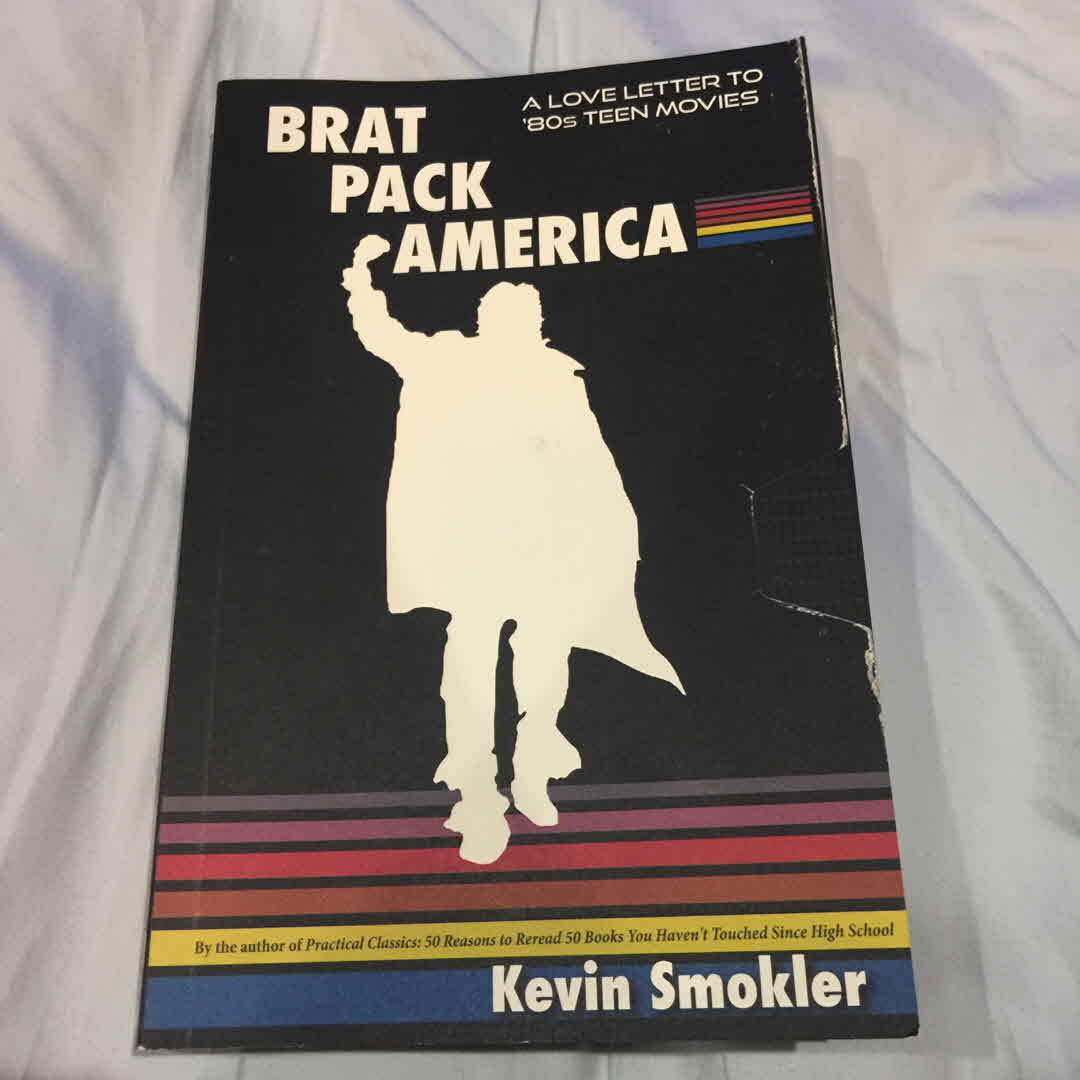 A LOVE LETTER TO
'80s TEEN MOVIES
BRAT
PACK
AMERICA
By the author of Practical Classics: 50 Reasons to Reread 50 Books You Haven't Touched Since High School
Kevin Smokler